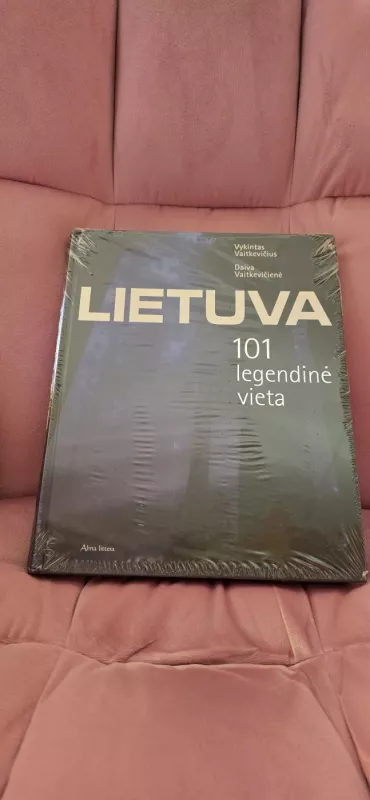 Vykintas
Vaitkevičius
Daiva
Vaitkevičienė
LIETUVA
101
legendinė
vieta
Alma littera